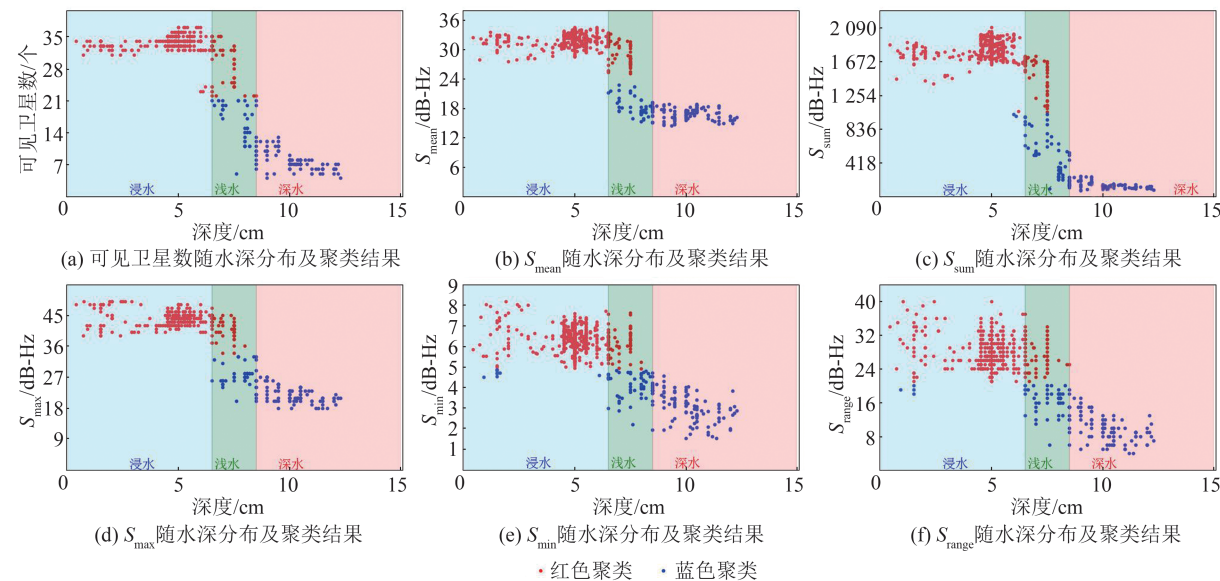 35
28
21
14
7
可见卫星数/个
浸水
浅水
深水
0
5
10
15
深度/cm
(a) 可见卫星数随水深分布及聚类结果
36
30
24
18
12
6
Smean/dB-Hz
浸水
浅水
深水
0
5
10
15
深度/cm
(b) Smean随水深分布及聚类结果
2 090
1 672
1 254
836
418
Ssum/dB-Hz
浸水
浅水
深水
0
5
10
15
深度/cm
(c) Ssum随水深分布及聚类结果
45
36
27
18
9
Smax/dB-Hz
浸水
浅水
深水
0
5
10
15
深度/cm
(d) Smax随水深分布及聚类结果
9
8
7
6
5
4
3
2
1
Smin/dB-Hz
浸水
浅水
深水
0
5
10
15
深度/cm
(e) Smin随水深分布及聚类结果
40
32
24
16
8
Srange/dB-Hz
浸水
浅水
深水
0
5
10
15
深度/cm
(f) Srange随水深分布及聚类结果
红色聚类 蓝色聚类